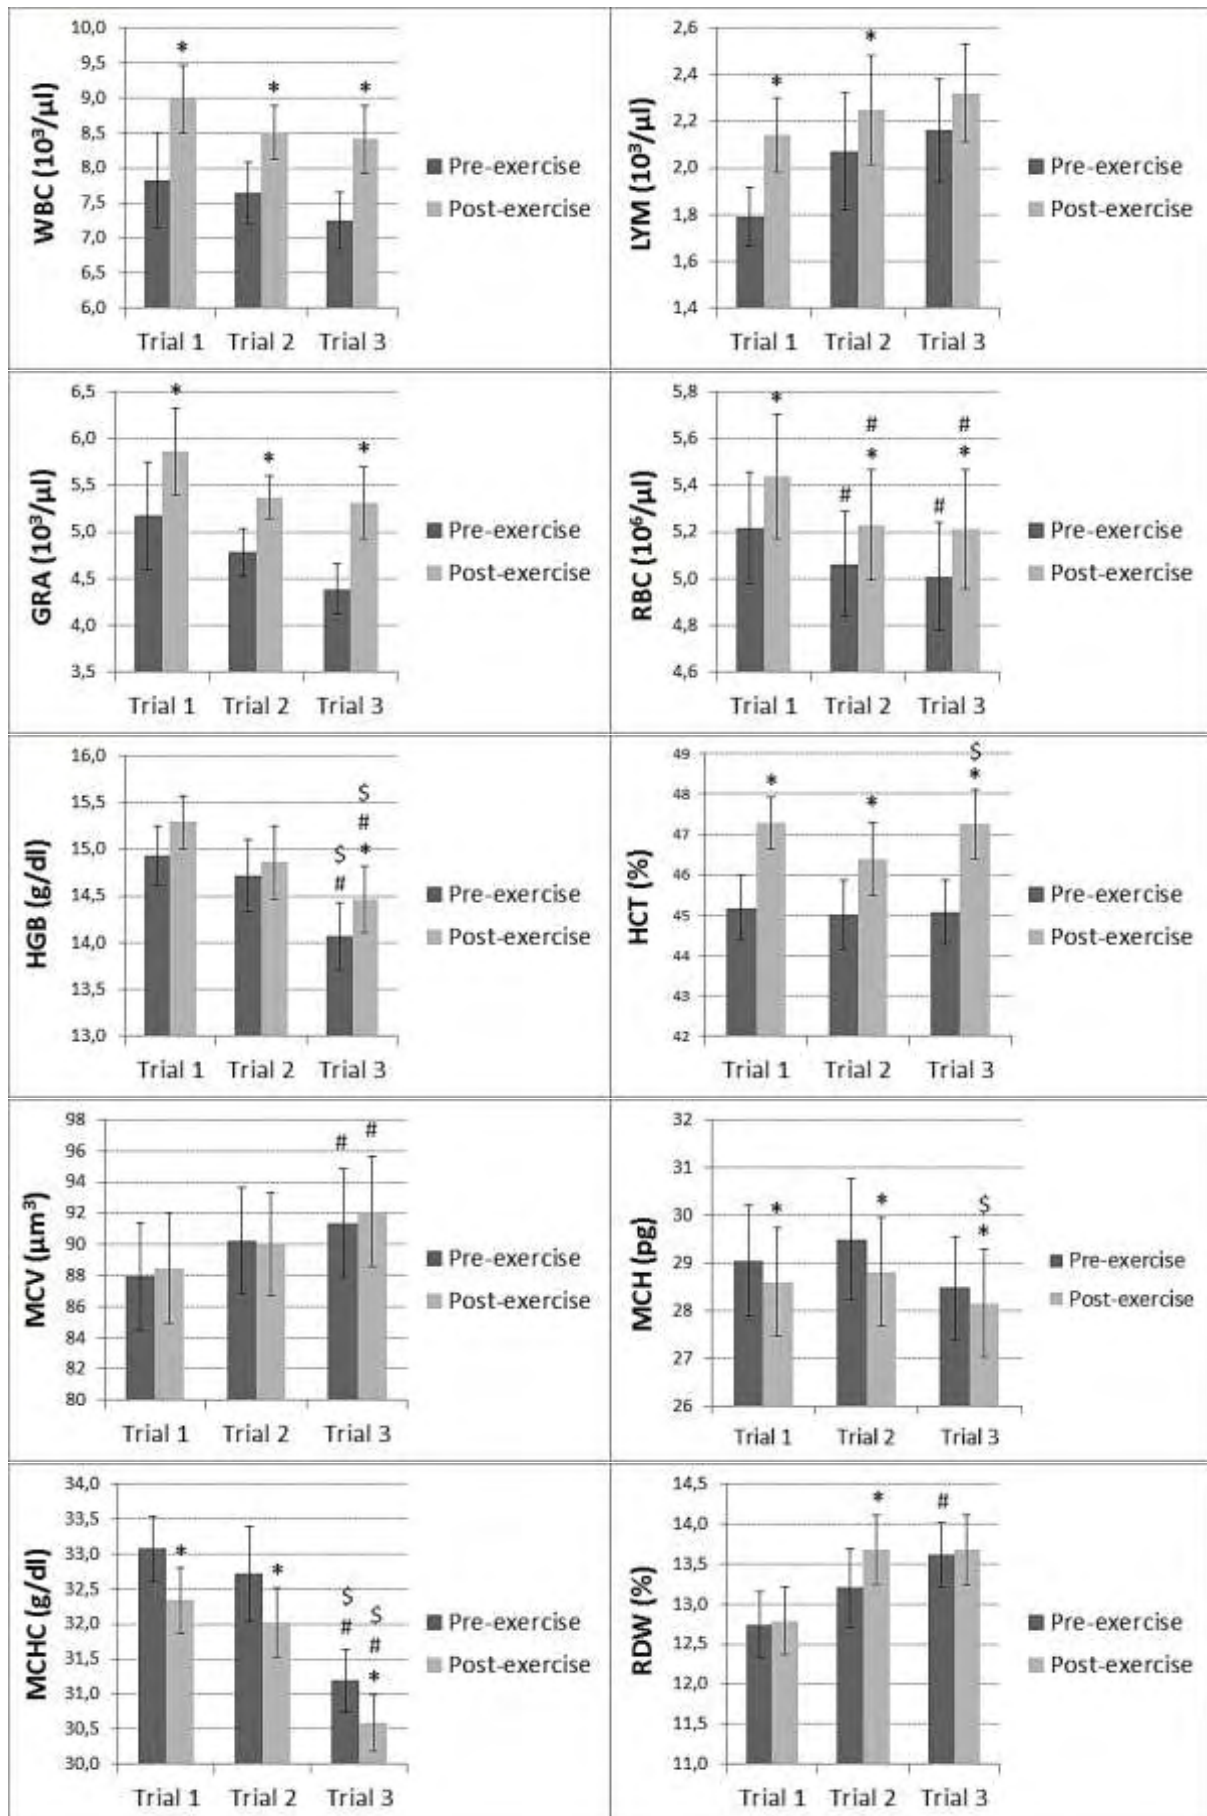 WBC (10³/µl)
10,0
9,5
9,0
8,5
8,0
7,5
7,0
6,5
6,0
*
*
*
Trial 1 Trial 2 Trial 3
Pre-exercise
Post-exercise
LYM (10³/µl)
2,6
2,4
2,2
2,0
1,8
1,6
1,4
*
*
Trial 1 Trial 2 Trial 3
Pre-exercise
Post-exercise
GRA (10³/µl)
6,5
6,0
5,5
5,0
4,5
4,0
3,5
*
*
*
Trial 1 Trial 2 Trial 3
Pre-exercise
Post-exercise
RBC (10⁶/µl)
5,8
5,6
5,4
5,2
5,0
4,8
4,6
*
#
# *
#
# *
Trial 1 Trial 2 Trial 3
Pre-exercise
Post-exercise
HGB (g/dl)
16,0
15,5
15,0
14,5
14,0
13,5
13,0
$ #
$ # *
Trial 1 Trial 2 Trial 3
Pre-exercise
Post-exercise
HCT (%)
49
48
47
46
45
44
43
42
*
*
$ *
Trial 1 Trial 2 Trial 3
Pre-exercise
Post-exercise
MCV (µm³)
98
96
94
92
90
88
86
84
82
80
# #
Trial 1 Trial 2 Trial 3
Pre-exercise
Post-exercise
MCH (pg)
32
31
30
29
28
27
26
*
*
$ *
Trial 1 Trial 2 Trial 3
Pre-exercise
Post-exercise
MCHC (g/dl)
34,0
33,5
33,0
32,5
32,0
31,5
31,0
30,5
30,0
*
*
$ #
$ # *
Trial 1 Trial 2 Trial 3
Pre-exercise
Post-exercise
RDW (%)
14,5
14,0
13,5
13,0
12,5
12,0
11,5
11,0
*
#
Trial 1 Trial 2 Trial 3
Pre-exercise
Post-exercise